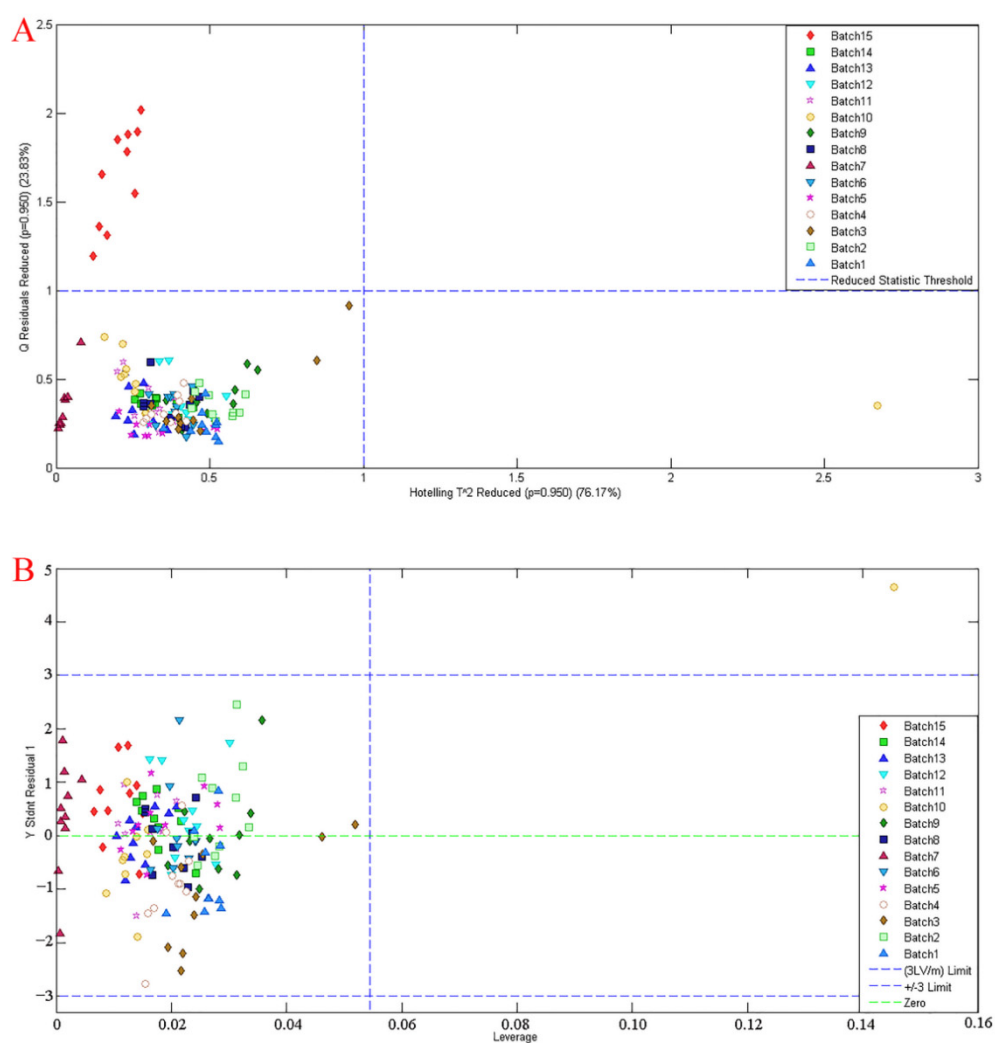 A
2.5
2
1.5
1
0.5
0
Q Residuals Reduced (p=0.950) (23.83%)
Batch15
Batch14
Batch13
Batch12
Batch11
Batch10
Batch9
Batch8
Batch7
Batch6
Batch5
Batch4
Batch3
Batch2
Batch1
Reduced Statistic Threshold
0 0.5 1 1.5 2 2.5 3
Hotelling T^2 Reduced (p=0.950) (76.17%)
B
5
4
3
2
1
0
−1
−2
−3
Y Stdnt Residual 1
Batch15
Batch14
Batch13
Batch12
Batch11
Batch10
Batch9
Batch8
Batch7
Batch6
Batch5
Batch4
Batch3
Batch2
Batch1
(3LV/m) Limit
+/-3 Limit
Zero
0 0.02 0.04 0.06 0.08 0.10 0.12 0.14 0.16
Leverage